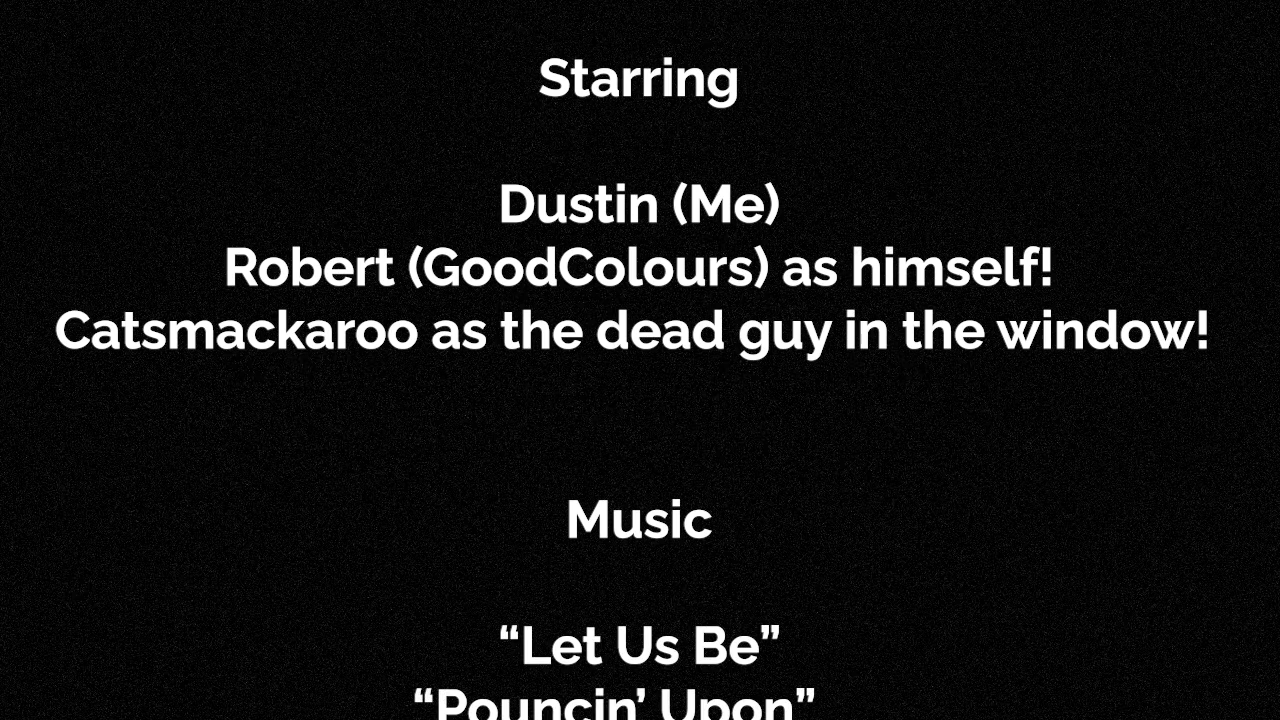 Starring
Dustin (Me)
Robert (GoodColours) as himself!
Catsmackaroo as the dead guy in the window!
Music
“Let Us Be”
“Pouncin’ Upon”